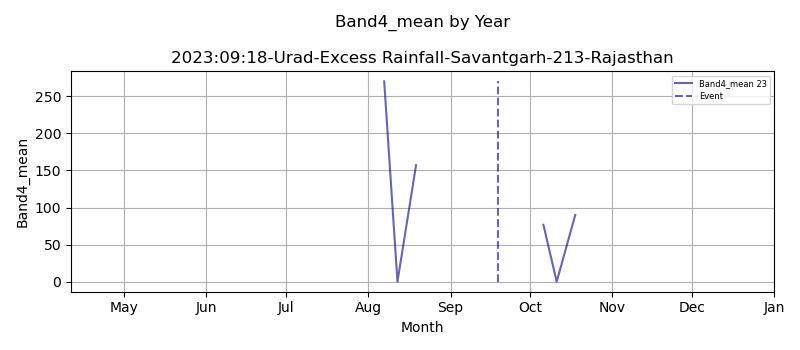 Band4_mean by Year
2023:09:18-Urad-Excess Rainfall-Savantgarh-213-Rajasthan
Band4_mean 23
Event
250
200
150
100
50
0
Band4_mean
May Jun Jul Aug Sep Oct Nov Dec Jan
Month